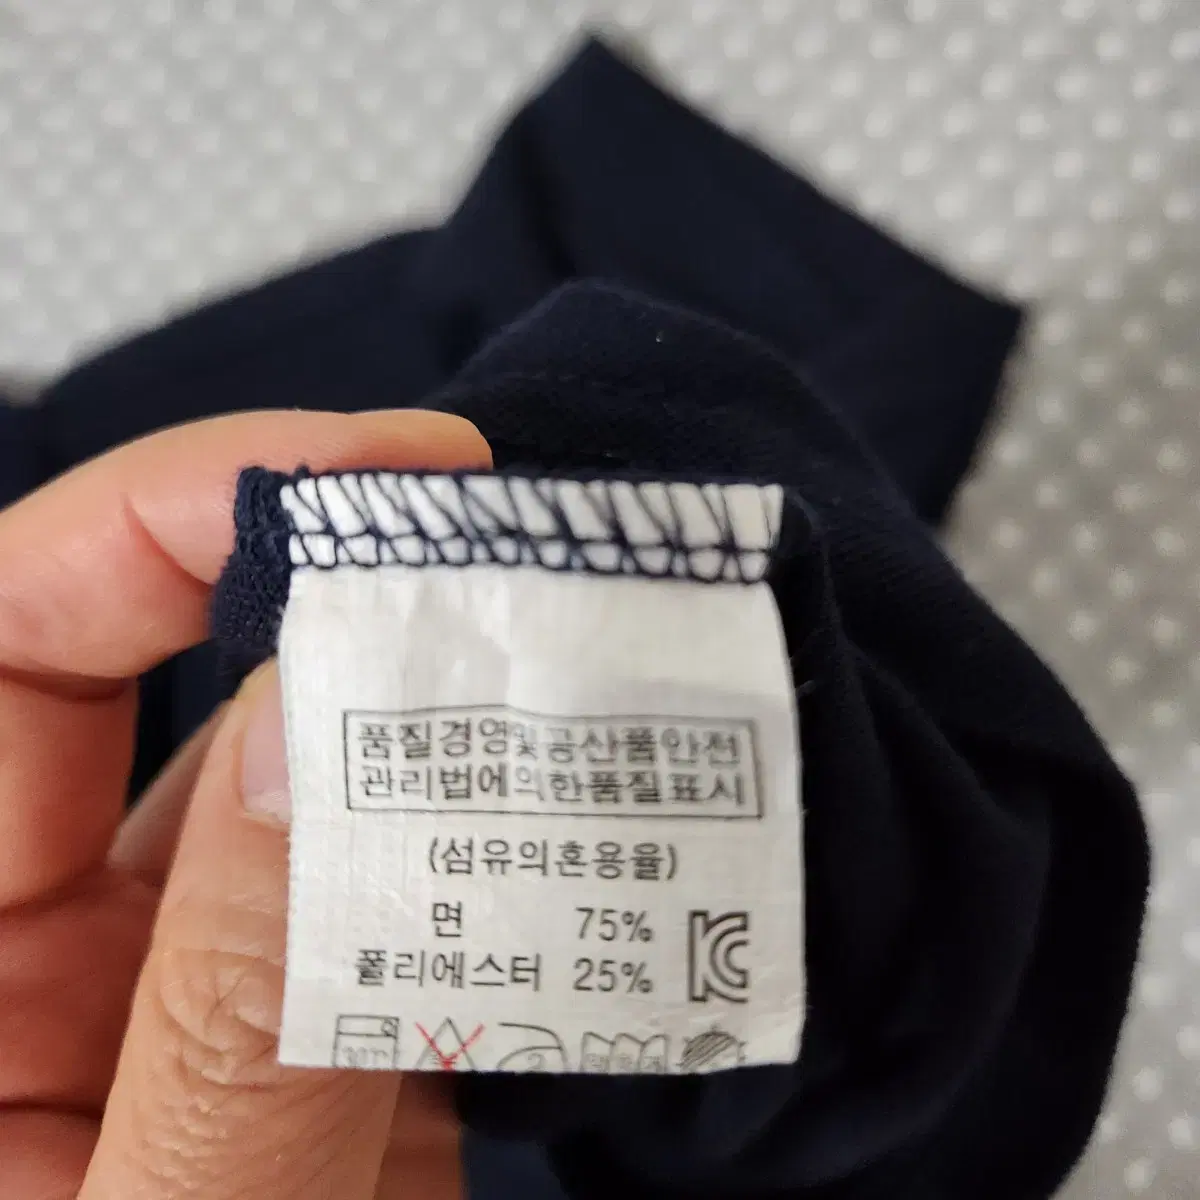 품질경영및공산품안전
관리법에의한품질표시
(섬유의혼용율)
면 75%
폴리에스터 25%